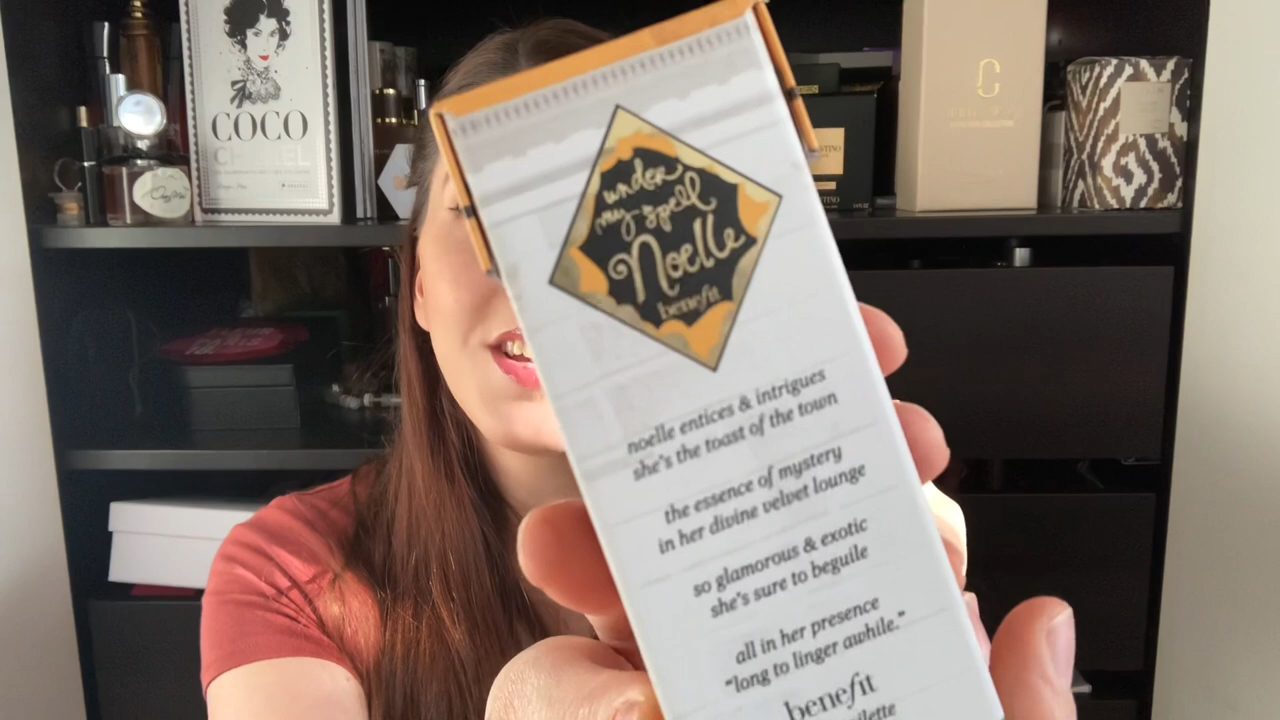 COCO
CHANEL
under
my spell
Noelle
benefit
noelle entices & intrigues
she's the toast of the town
the essence of mystery
in her divine velvet lounge
so glamorous & exotic
she's sure to beguile
all in her presence
"long to linger awhile."
benefit